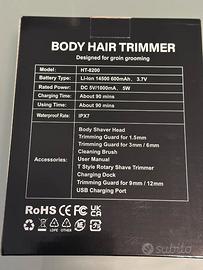 BODY HAIR TRIMMER
Designed for groin grooming
Model: HT-8200
Battery Type: Li-Ion 14500 600mAh, 3.7V
Rated Power: DC 5V/1000mA, 5W
Charging Time: About 90 mins
Using Time: About 90 mins
Waterproof Rate: IPX7
Accessories:
Body Shaver Head
Trimming Guard for 1.5mm
Trimming Guard for 3mm / 6mm
Cleaning Brush
User Manual
T Style Rotary Shave Trimmer
Charging Dock
Trimming Guard for 9mm / 12mm
USB Charging Port
RoHS FC CE UK CA
subito